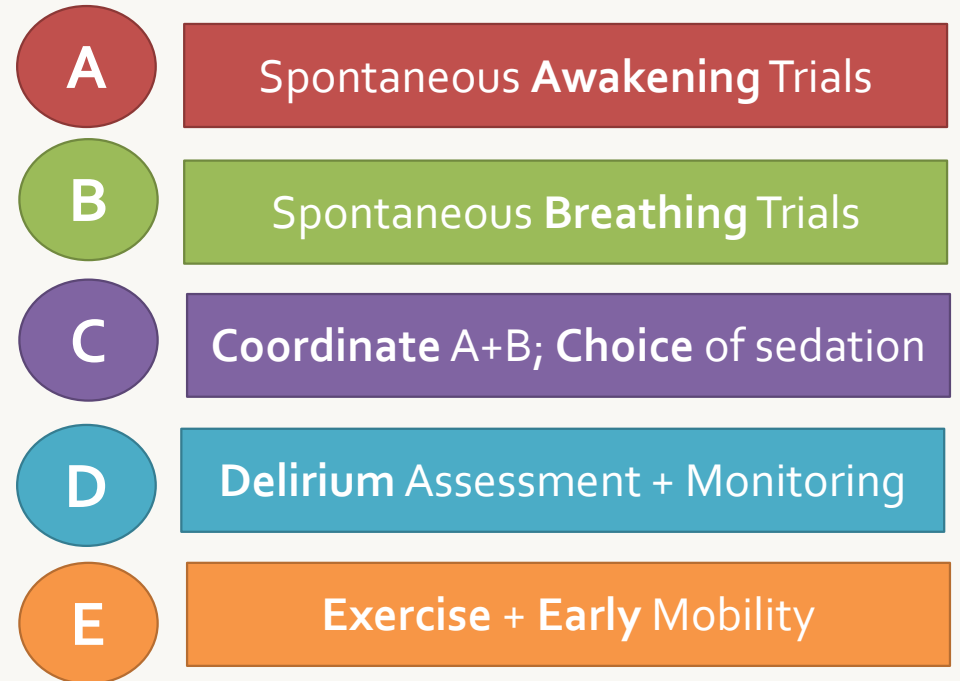 A
Spontaneous Awakening Trials
B
Spontaneous Breathing Trials
C
Coordinate A+B; Choice of sedation
D
Delirium Assessment + Monitoring
E
Exercise + Early Mobility